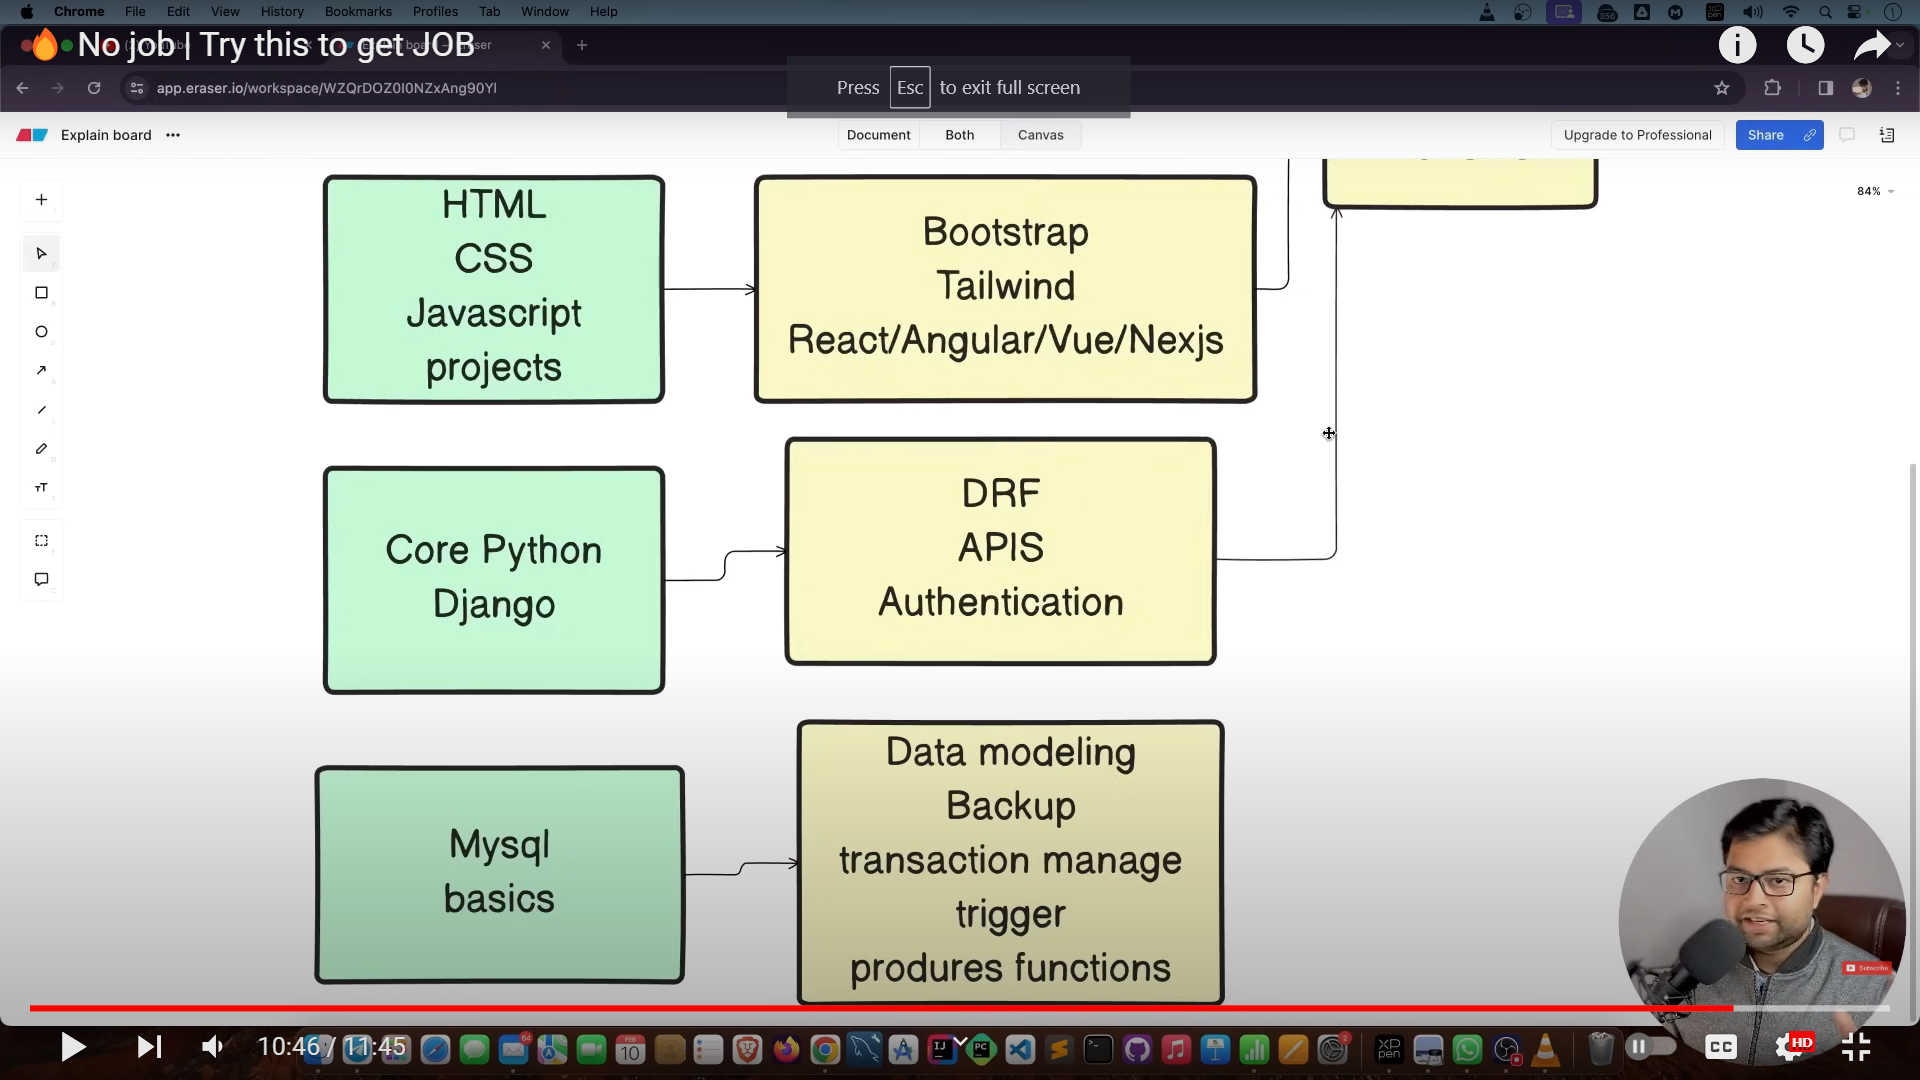 Chrome File Edit View History Bookmarks Profiles Tab Window Help
No job | Try this to get JOB
app.eraser.io/workspace/WZQrDOZ0I0NZxAng90Yl
Press Esc to exit full screen
Explain board
Document Both Canvas
Upgrade to Professional
Share
84%
HTML
CSS
Javascript
projects
Bootstrap
Tailwind
React/Angular/Vue/Nexjs
Core Python
Django
DRF
APIS
Authentication
Mysql
basics
Data modeling
Backup
transaction manage
trigger
produres functions
Subscribe
10:46 / 11:45
CC
HD